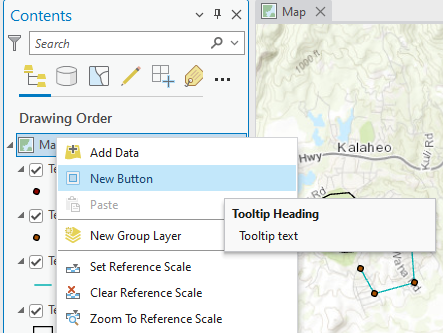 Contents
Map
Search
Drawing Order
Ma
Add Data
New Button
Paste
New Group Layer
Set Reference Scale
Clear Reference Scale
Zoom To Reference Scale
Te
Te
Te
Te
Tooltip Heading
Tooltip text
1000 ft
Hwy
Kalaheo
Rd
Rd